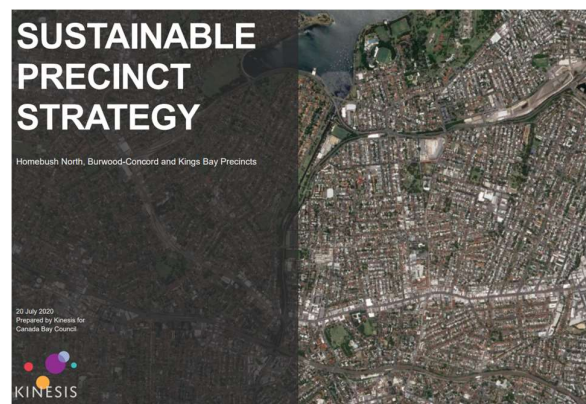 SUSTAINABLE
PRECINCT
STRATEGY
Homebush North, Burwood-Concord and Kings Bay Precincts
20 July 2020
Prepared by Kinesis for
Canada Bay Council
KINESIS